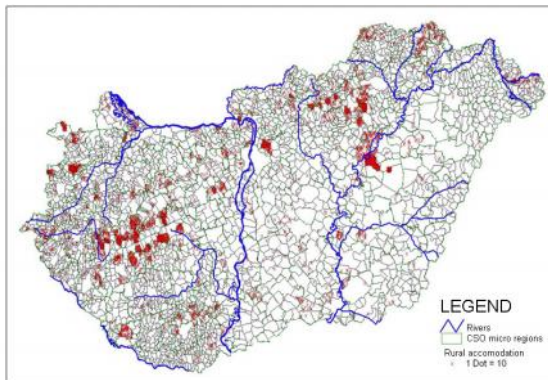 LEGEND
Rivers
CSO micro regions
Rural accomodation
1 Dot = 10